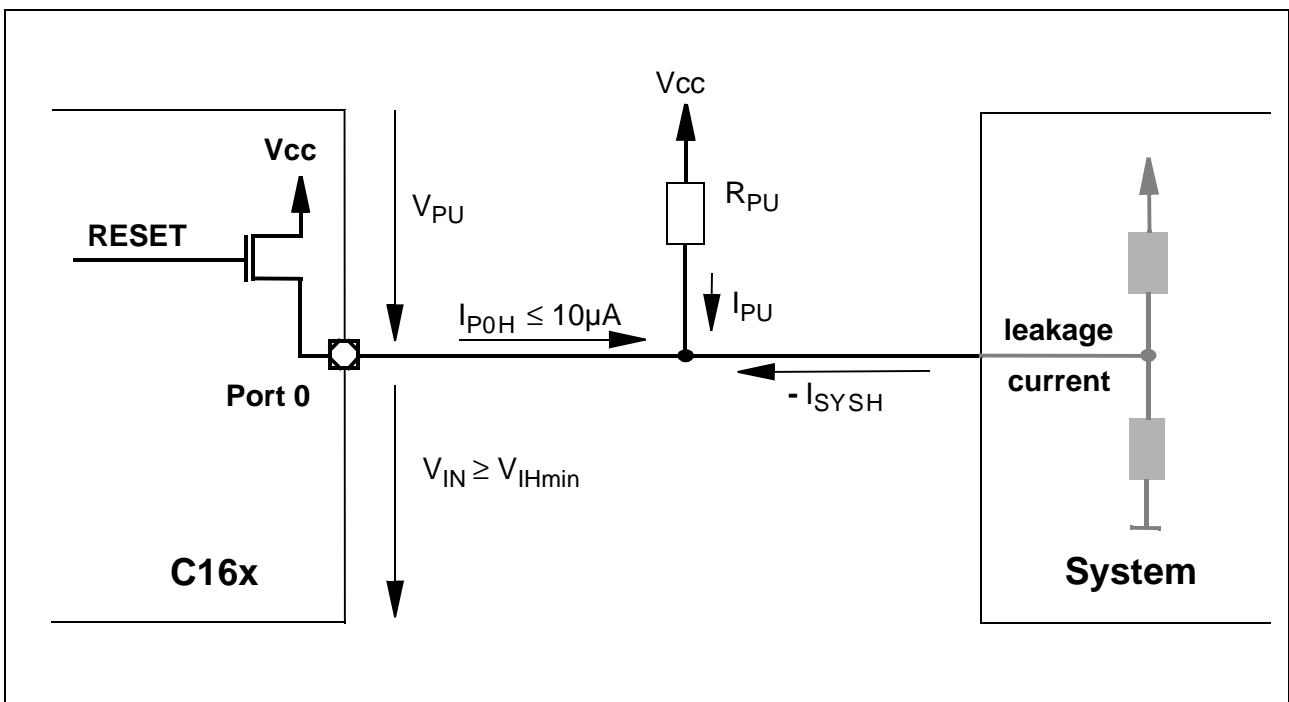 Vcc
Vcc
RESET
V_PU
R_PU
I_P0H ≤ 10µA
I_PU
leakage
current
Port 0
- I_SYSH
V_IN ≥ V_IHmin
C16x
System